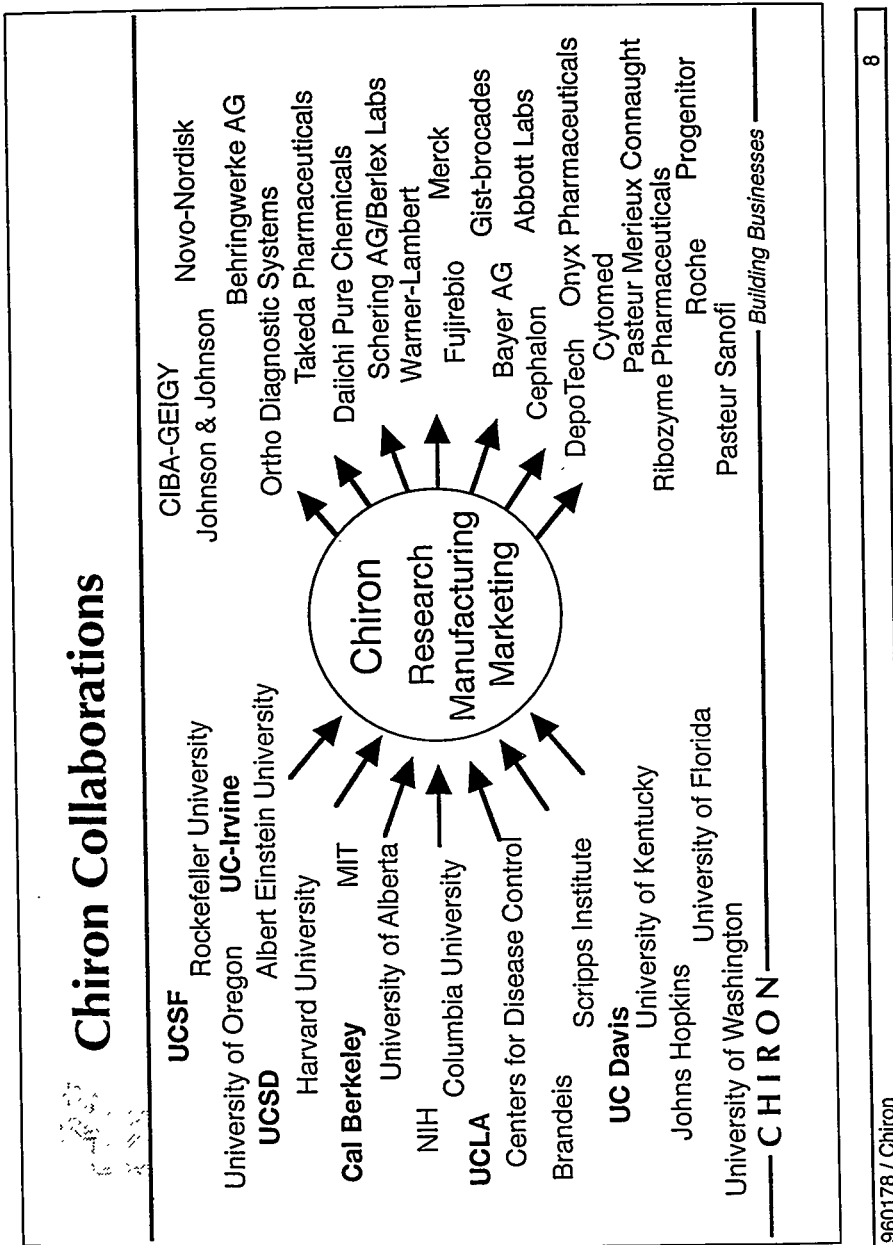 Chiron Collaborations
UCSF
Rockefeller University
University of Oregon
UC-Irvine
UCSD
Albert Einstein University
Harvard University
MIT
Cal Berkeley
University of Alberta
NIH
Columbia University
UCLA
Centers for Disease Control
Brandeis
Scripps Institute
UC Davis
University of Kentucky
Johns Hopkins
University of Florida
University of Washington
Chiron
Research
Manufacturing
Marketing
CIBA-GEIGY
Novo-Nordisk
Johnson & Johnson
Behringwerke AG
Ortho Diagnostic Systems
Takeda Pharmaceuticals
Daiichi Pure Chemicals
Schering AG/Berlex Labs
Warner-Lambert
Merck
Fujirebio
Gist-brocades
Bayer AG
Abbott Labs
Cephalon
Onyx Pharmaceuticals
DepoTech
Cytomed
Pasteur Merieux Connaught
Ribozyme Pharmaceuticals
Progenitor
Roche
Pasteur Sanofi
CHIRON
Building Businesses
960178 / Chiron
8